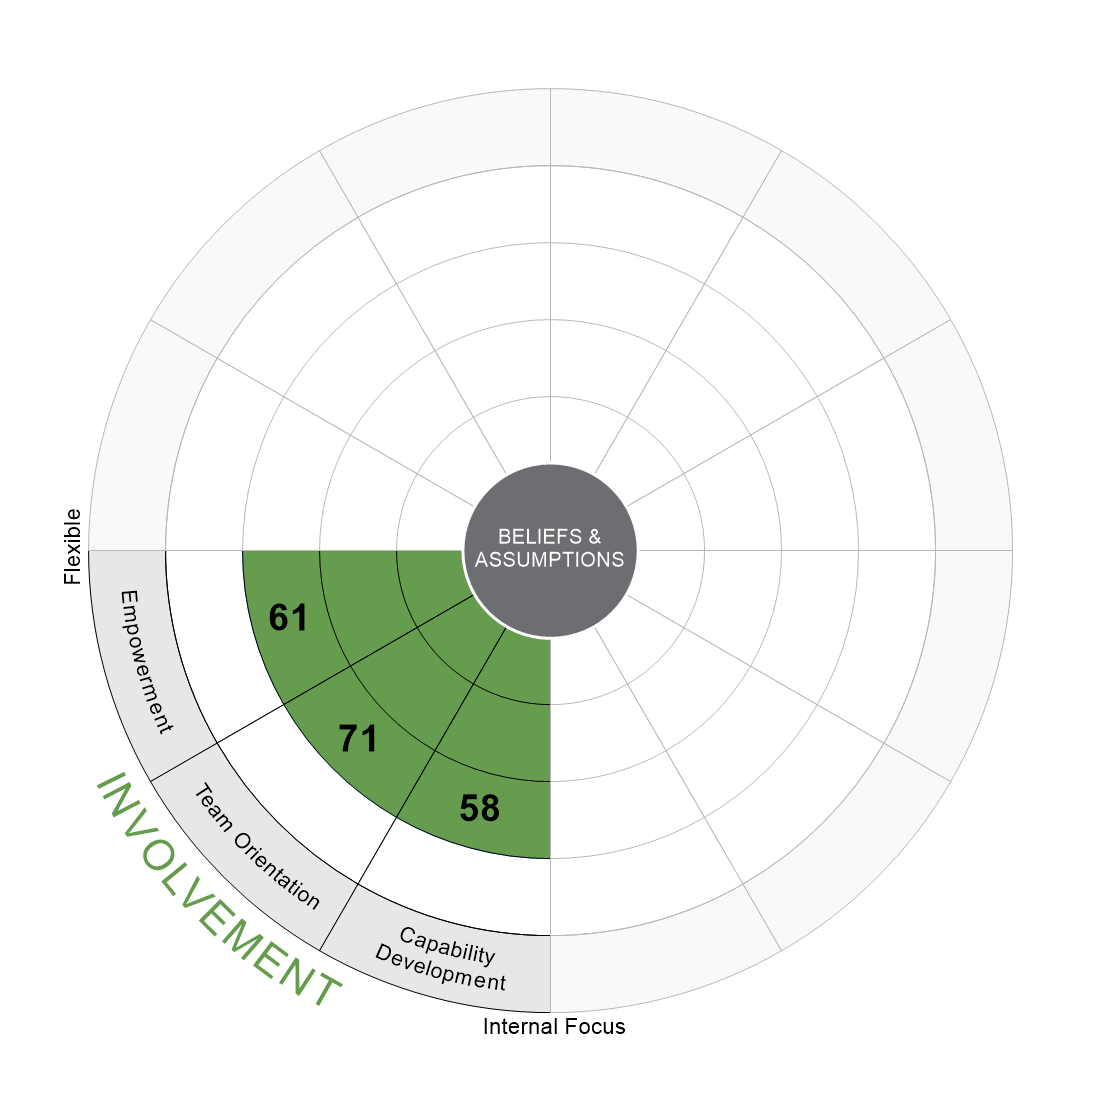 BELIEFS &
ASSUMPTIONS
Flexible
61
Empowerment
71
Team Orientation
58
Capability
Development
INVOLVEMENT
Internal Focus